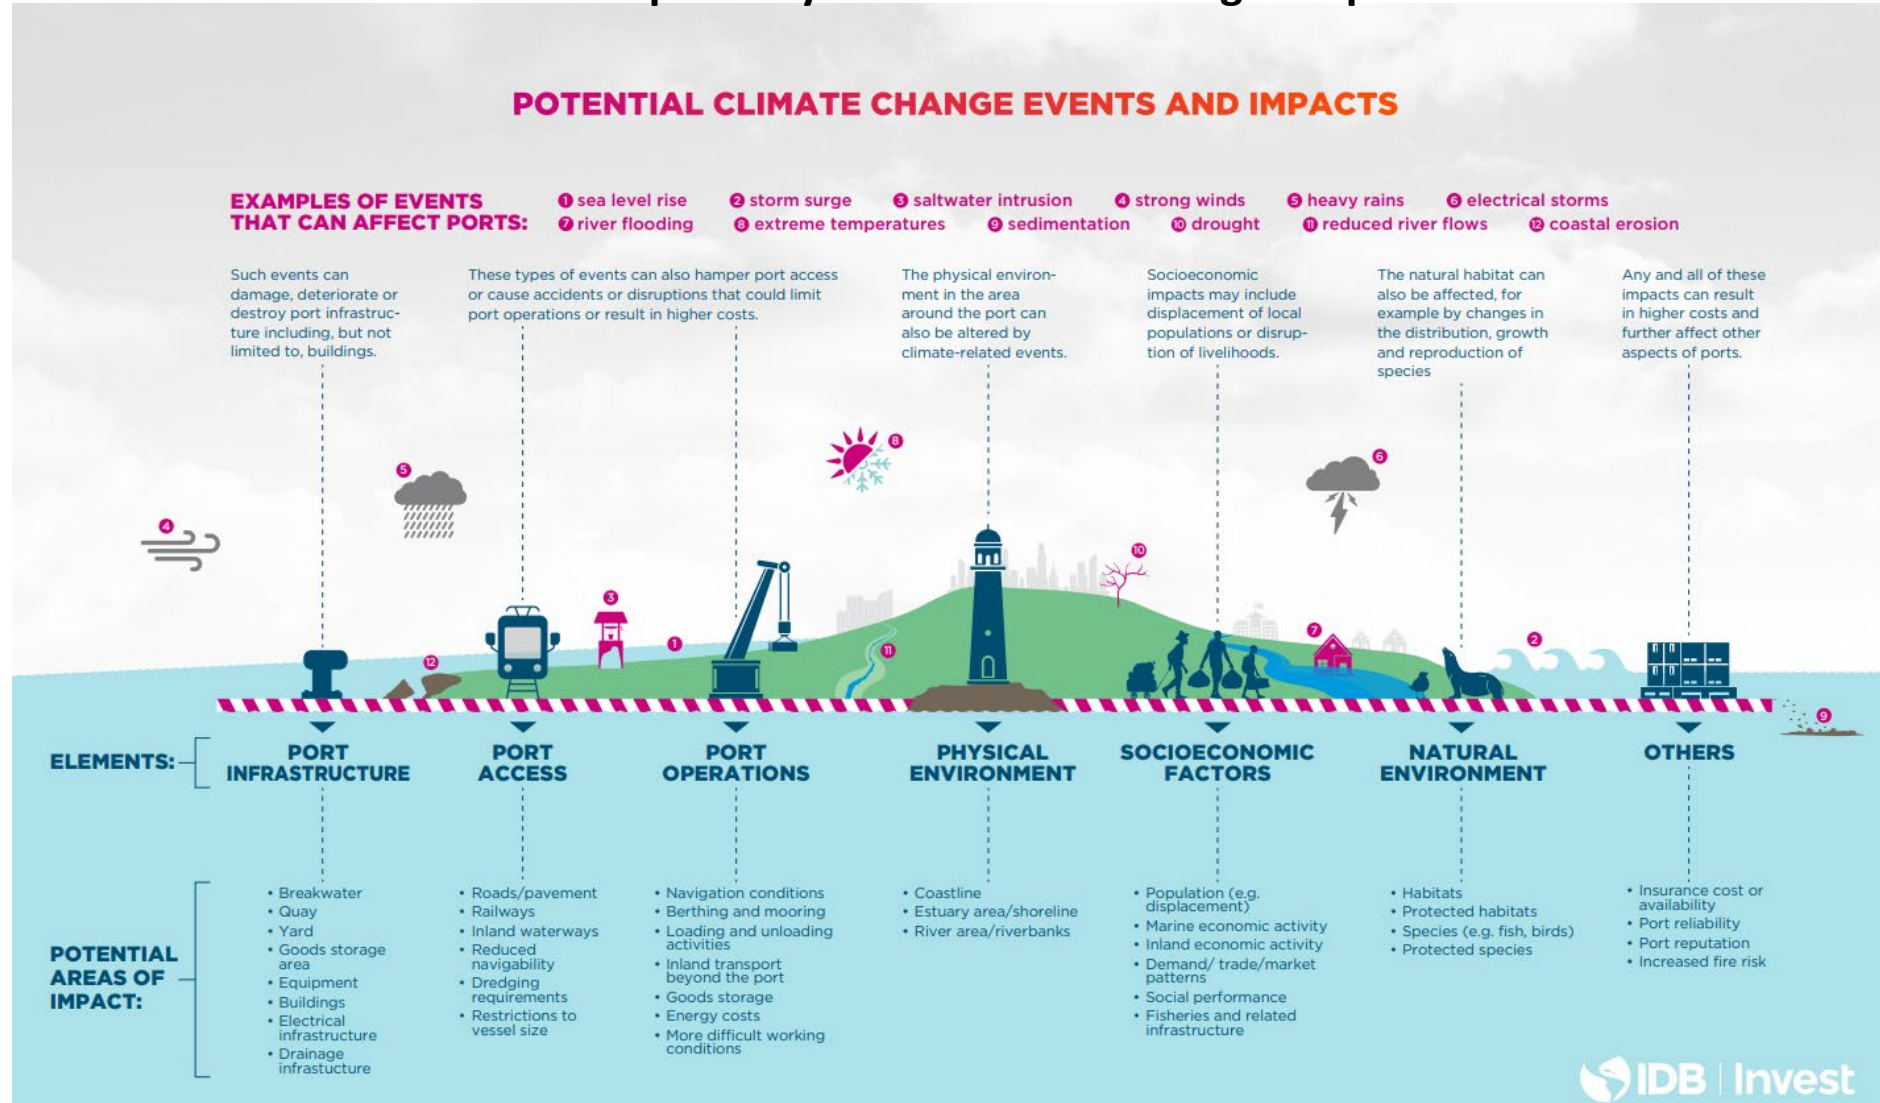 POTENTIAL CLIMATE CHANGE EVENTS AND IMPACTS
EXAMPLES OF EVENTS
THAT CAN AFFECT PORTS:
1 sea level rise 2 storm surge 3 saltwater intrusion 4 strong winds 5 heavy rains 6 electrical storms
7 river flooding 8 extreme temperatures 9 sedimentation 10 drought 11 reduced river flows 12 coastal erosion
Such events can
damage, deteriorate or
destroy port infrastruc-
ture including, but not
limited to, buildings.
These types of events can also hamper port access
or cause accidents or disruptions that could limit
port operations or result in higher costs.
The physical environ-
ment in the area
around the port can
also be altered by
climate-related events.
Socioeconomic
impacts may include
displacement of local
populations or disrup-
tion of livelihoods.
The natural habitat can
also be affected, for
example by changes in
the distribution, growth
and reproduction of
species
Any and all of these
impacts can result
in higher costs and
further affect other
aspects of ports.
8
5
6
4
10
3
7
1
2
11
12
9
ELEMENTS:
PORT
INFRASTRUCTURE
PORT
ACCESS
PORT
OPERATIONS
PHYSICAL
ENVIRONMENT
SOCIOECONOMIC
FACTORS
NATURAL
ENVIRONMENT
OTHERS
POTENTIAL
AREAS OF
IMPACT:
• Breakwater
• Quay
• Yard
• Goods storage
area
• Equipment
• Buildings
• Electrical
infrastructure
• Drainage
infrastucture
• Roads/pavement
• Railways
• Inland waterways
• Reduced
navigability
• Dredging
requirements
• Restrictions to
vessel size
• Navigation conditions
• Berthing and mooring
• Loading and unloading
activities
• Inland transport
beyond the port
• Goods storage
• Energy costs
• More difficult working
conditions
• Coastline
• Estuary area/shoreline
• River area/riverbanks
• Population (e.g.
displacement)
• Marine economic activity
• Inland economic activity
• Demand/ trade/market
patterns
• Social performance
• Fisheries and related
infrastructure
• Habitats
• Protected habitats
• Species (e.g. fish, birds)
• Protected species
• Insurance cost or
availability
• Port reliability
• Port reputation
• Increased fire risk
IDB | Invest